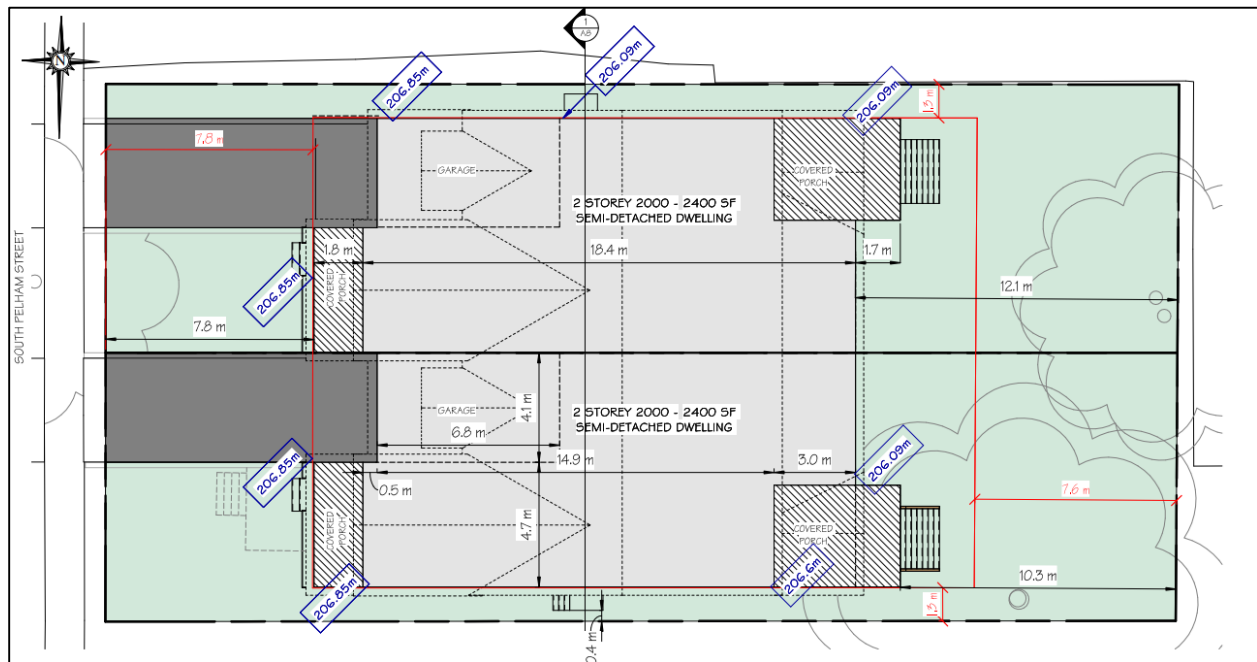 1
A8
N
206.85m
206.09m
206.09m
1.3 m
7.8 m
GARAGE
COVERED
PORCH
2 STOREY 2000 - 2400 SF
SEMI-DETACHED DWELLING
SOUTH PELHAM STREET
1.8 m
18.4 m
1.7 m
206.85m
COVERED
PORCH
12.1 m
7.8 m
GARAGE
4.1 m
2 STOREY 2000 - 2400 SF
SEMI-DETACHED DWELLING
6.8 m
206.85m
14.9 m
3.0 m
206.09m
0.5 m
7.6 m
COVERED
PORCH
4.7 m
COVERED
PORCH
206.85m
206.6m
10.3 m
1.3 m
0.4 m